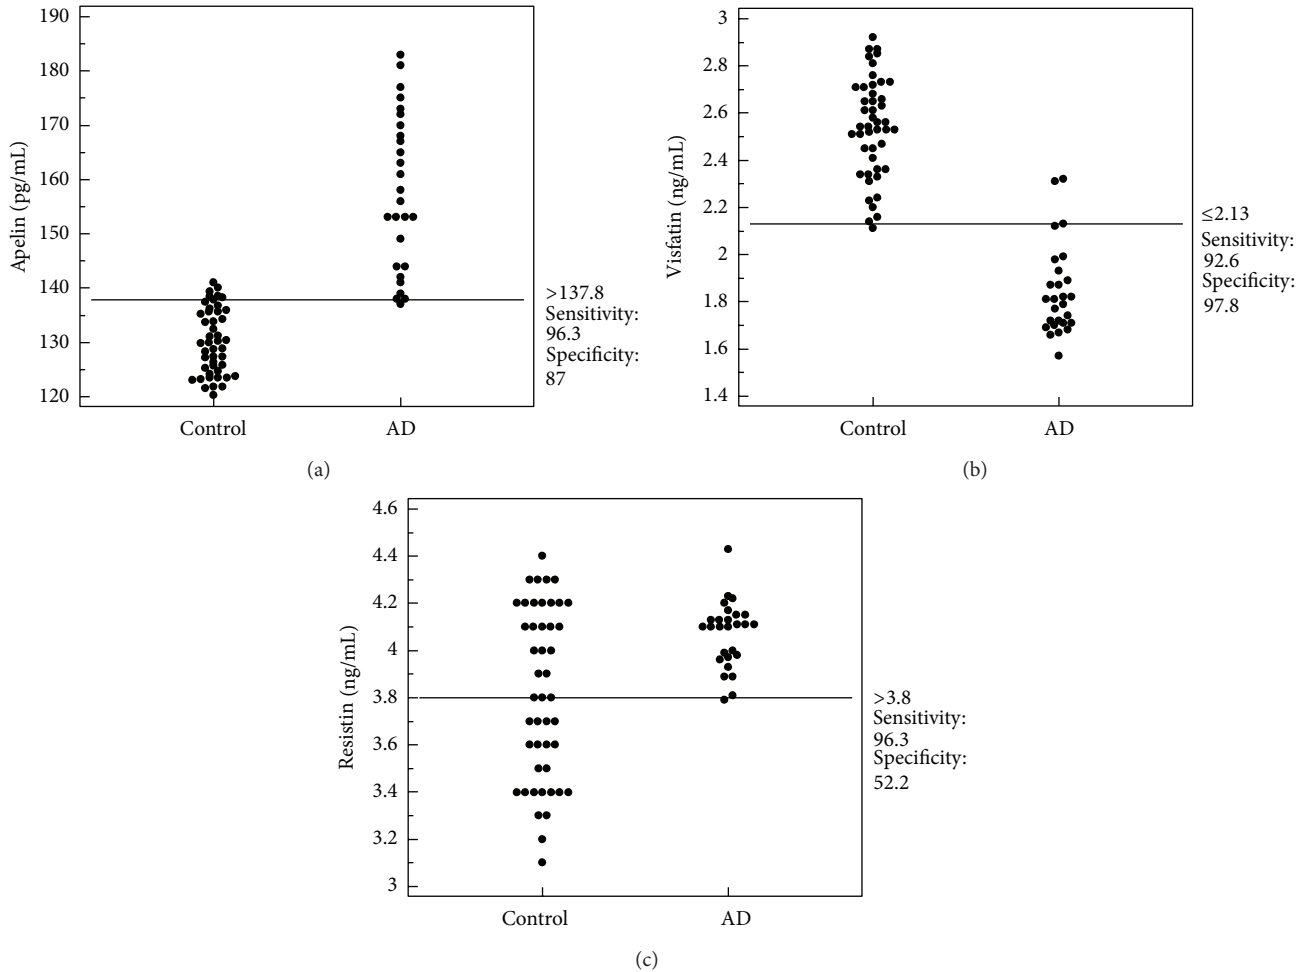 Apelin (pg/mL)
190
180
170
160
150
140
130
120
Control
AD
>137.8
Sensitivity:
96.3
Specificity:
87
(a)
Visfatin (ng/mL)
3
2.8
2.6
2.4
2.2
2
1.8
1.6
1.4
Control
AD
≤2.13
Sensitivity:
92.6
Specificity:
97.8
(b)
Resistin (ng/mL)
4.6
4.4
4.2
4
3.8
3.6
3.4
3.2
3
Control
AD
>3.8
Sensitivity:
96.3
Specificity:
52.2
(c)